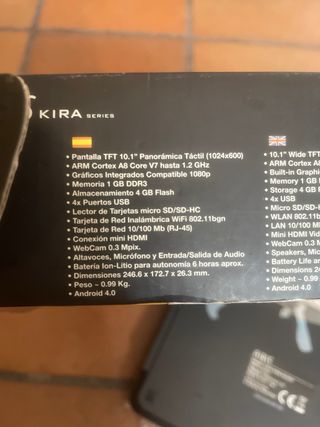 KIRA SERIES
• Pantalla TFT 10.1" Panorámica Táctil (1024x600)
• ARM Cortex A8 Core V7 hasta 1.2 GHz
• Gráficos Integrados Compatible 1080p
• Memoria 1 GB DDR3
• Almacenamiento 4 GB Flash
• 4x Puertos USB
• Lector de Tarjetas micro SD/SD-HC
• Tarjeta de Red Inalámbrica WiFi 802.11bgn
• Tarjeta de Red 10/100 Mb (RJ-45)
• Conexión mini HDMI
• WebCam 0.3 Mpix.
• Altavoces, Micrófono y Entrada/Salida de Audio
• Batería Ion-Litio para autonomía 6 horas aprox.
• Dimensiones 246.6 x 172.7 x 26.3 mm.
• Peso ~ 0.99 Kg.
• Android 4.0
• 10.1" Wide TFT
• ARM Cortex A8
• Built-in Graphi
• Memory 1 GB
• Storage 4 GB
• 4x USB
• Micro SD/SD-H
• WLAN 802.11b
• LAN 10/100 M
• Mini HDMI Vid
• WebCam 0.3 M
• Speakers, Mic
• Battery Life a
• Dimensions 246
• Weight ~ 0.99
• Android 4.0